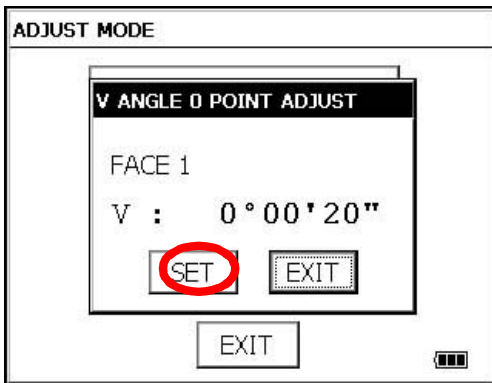 ADJUST MODE
V ANGLE 0 POINT ADJUST
FACE 1
V : 0°00'20"
SET EXIT
EXIT